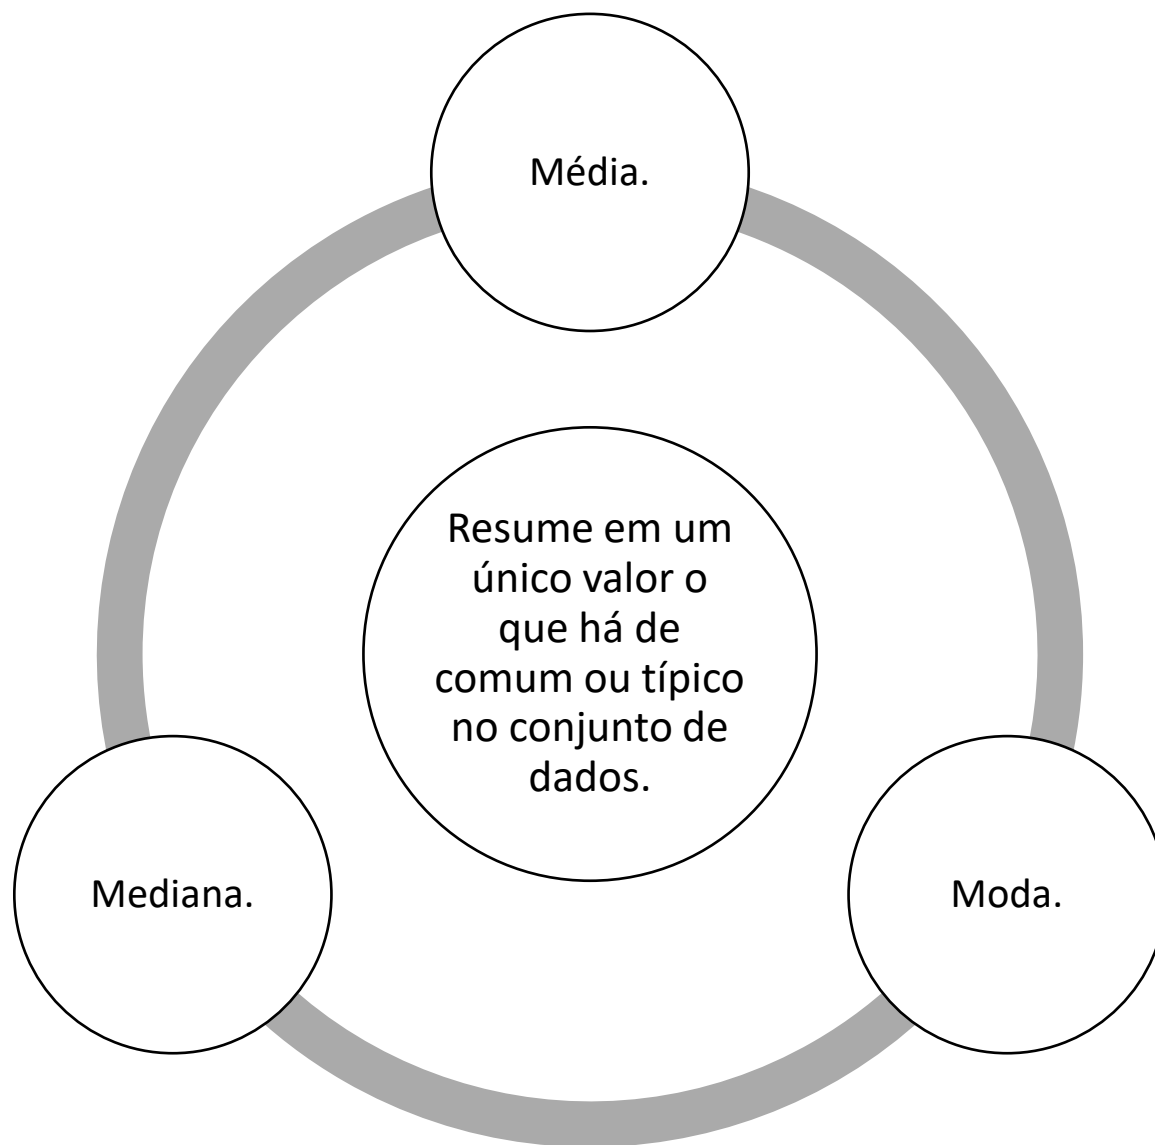 Média.
Resume em um
único valor o
que há de
comum ou típico
no conjunto de
dados.
Mediana.
Moda.